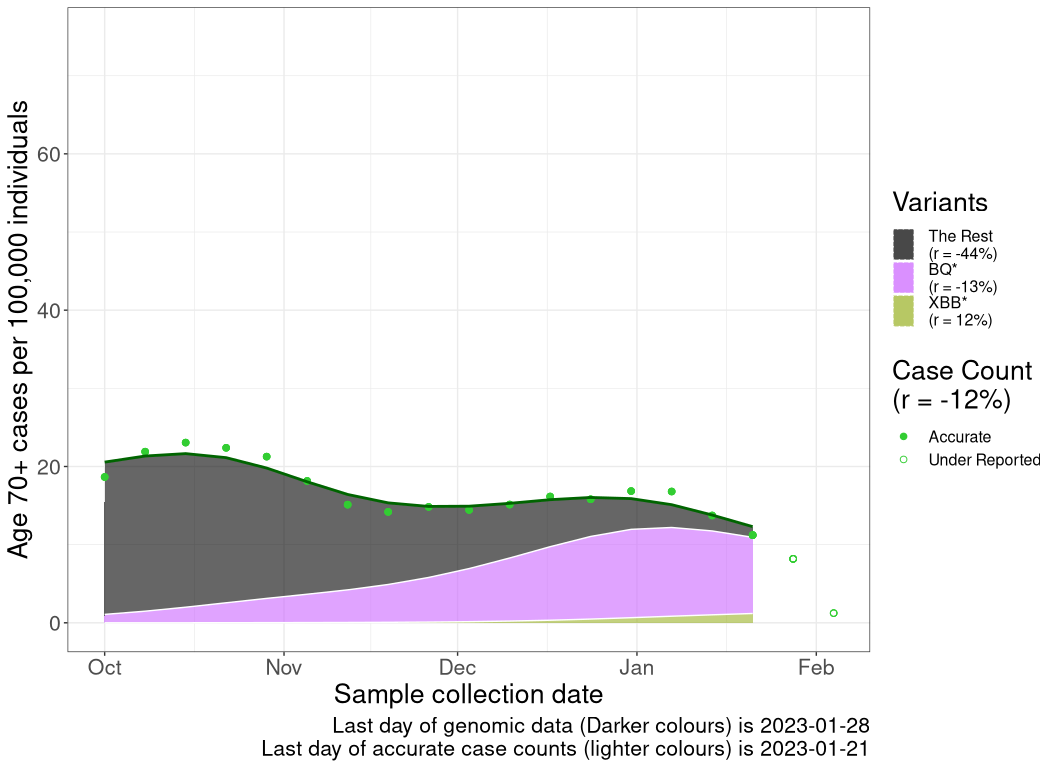 Age 70+ cases per 100,000 individuals
60
40
20
0
Oct
Nov
Dec
Jan
Feb
Sample collection date
Last day of genomic data (Darker colours) is 2023-01-28
Last day of accurate case counts (lighter colours) is 2023-01-21
Variants
The Rest
(r = -44%)
BQ*
(r = -13%)
XBB*
(r = 12%)
Case Count
(r = -12%)
Accurate
Under Reported